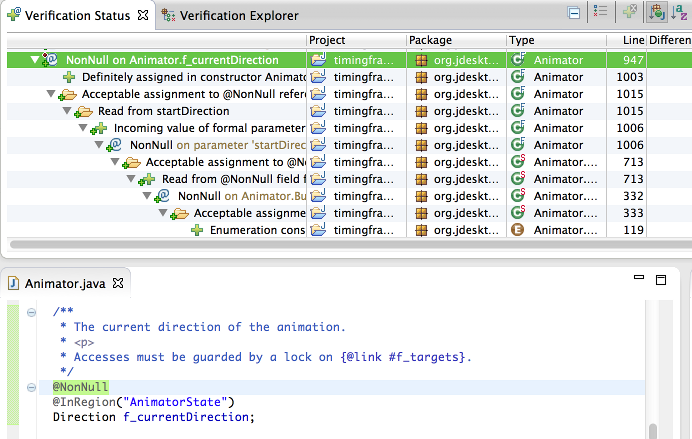 Verification Status Verification Explorer
Project Package Type Line Differen
NonNull on Animator.f_currentDirection timingfra... org.jdeskt... Animator 947
Definitely assigned in constructor Animato timingfra... org.jdeskt... Animator 1003
Acceptable assignment to @NonNull refere timingfra... org.jdeskt... Animator 1015
Read from startDirection timingfra... org.jdeskt... Animator 1015
Incoming value of formal parameter timingfra... org.jdeskt... Animator 1006
NonNull on parameter 'startDirec timingfra... org.jdeskt... Animator 1006
Acceptable assignment to @No timingfra... org.jdeskt... Animator.... 713
Read from @NonNull field f timingfra... org.jdeskt... Animator.... 713
NonNull on Animator.Bu timingfra... org.jdeskt... Animator.... 332
Acceptable assignme timingfra... org.jdeskt... Animator.... 333
Enumeration cons timingfra... org.jdeskt... Animator.... 119
Animator.java
/**
* The current direction of the animation.
* <p>
* Accesses must be guarded by a lock on {@link #f_targets}.
*/
@NonNull
@InRegion("AnimatorState")
Direction f_currentDirection;